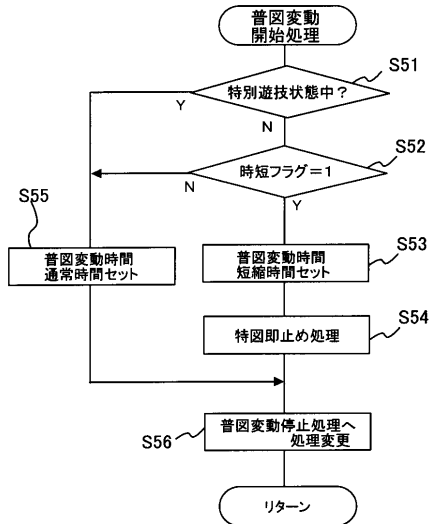 普図変動
開始処理
S51
特別遊技状態中？
Y
N
S52
時短フラグ＝１
N
Y
S55
普図変動時間
通常時間セット
S53
普図変動時間
短縮時間セット
S54
特図即止め処理
S56
普図変動停止処理へ
処理変更
リターン